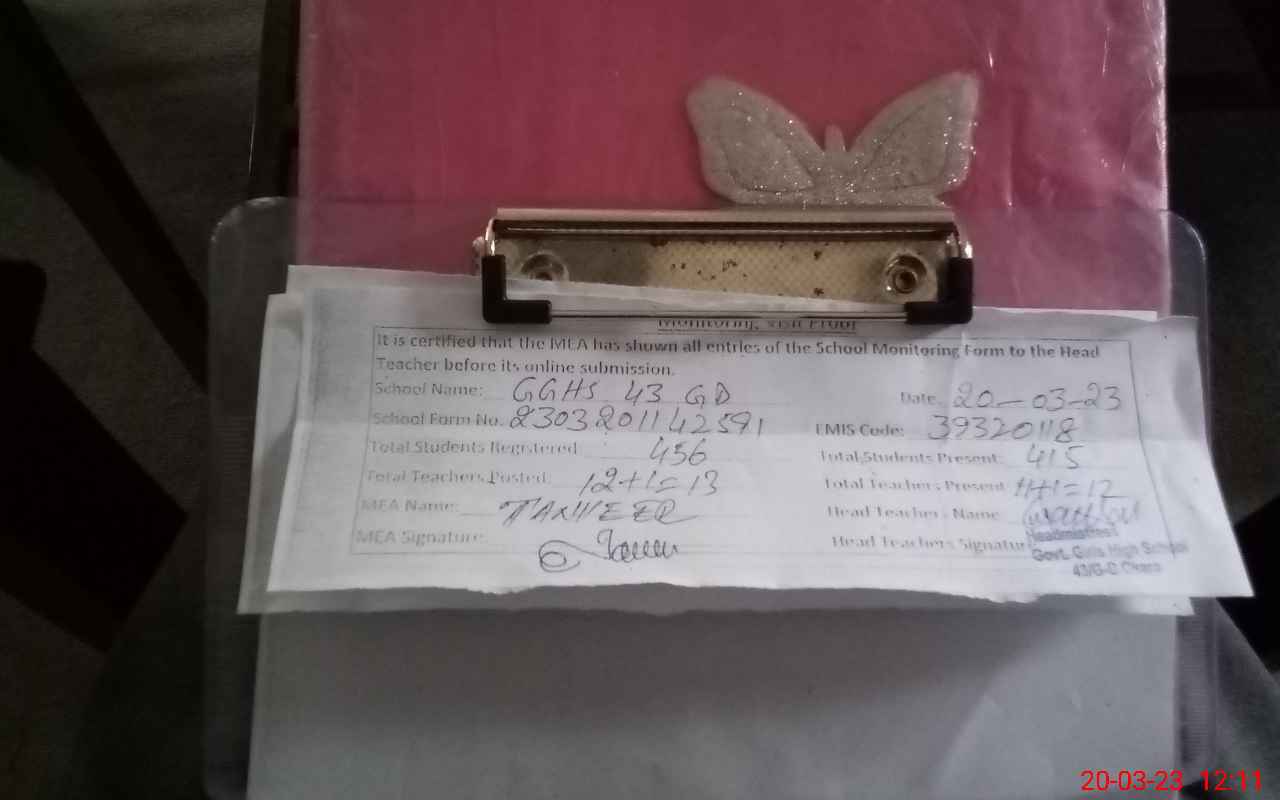 Monitoring Visit Proof
It is certified that the MEA has shown all entries of the School Monitoring Form to the Head
Teacher before its online submission.
School Name: GGHS 43 GD Date. 20-03-23
School Form No. 2303201142591 EMIS Code: 39320118
Total Students Registered 456 Total Students Present: 415
Total Teachers Posted: 12+1=13 Total Teachers Present 11+1=12
MEA Name: TANVEER Head Teachers Name
MEA Signature: Head Teachers Signature
Headmistress
Govt. Girls High School
20-03-23 12:11